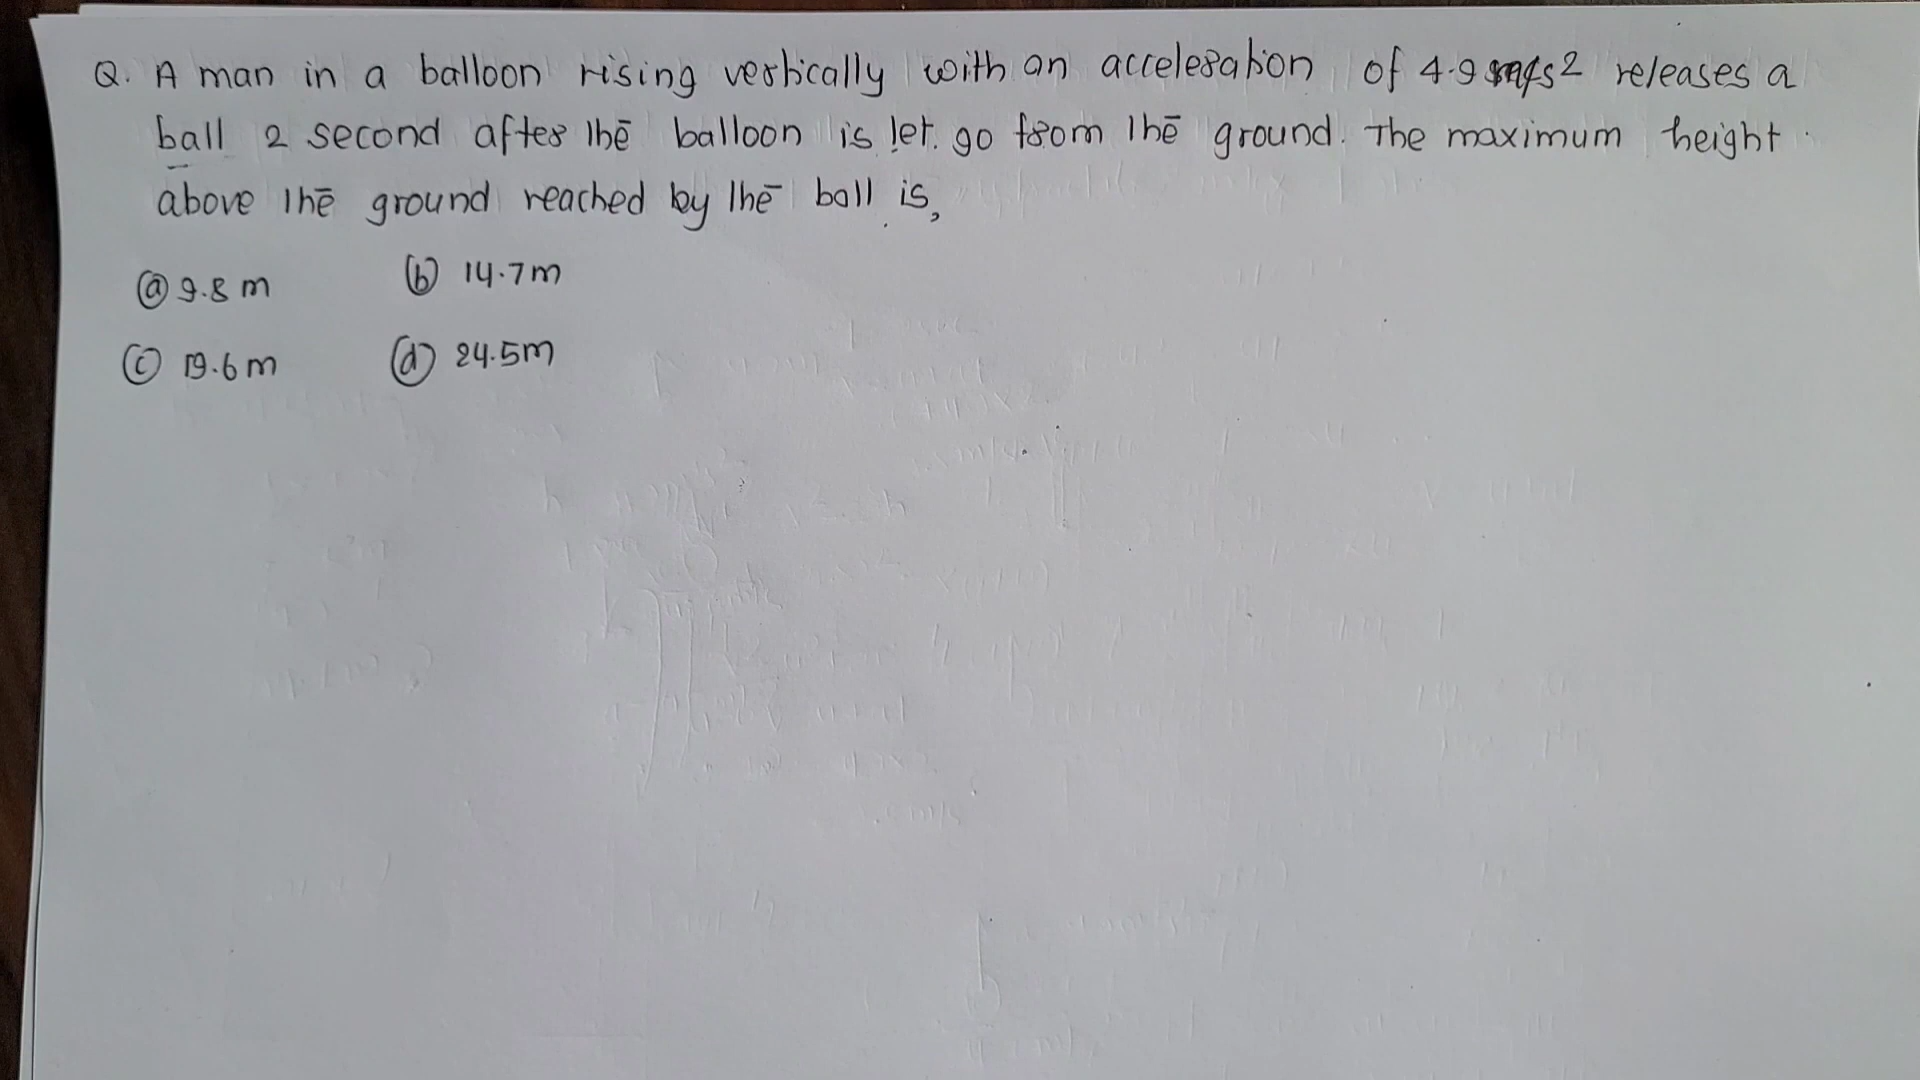 Q. A man in a balloon rising vertically with an acceleration of 4.9 m/s2 releases a
ball 2 second after the balloon is let go from the ground. The maximum height
above the ground reached by the ball is,
(a) 9.8 m (b) 14.7m
(c) 19.6 m (d) 24.5m